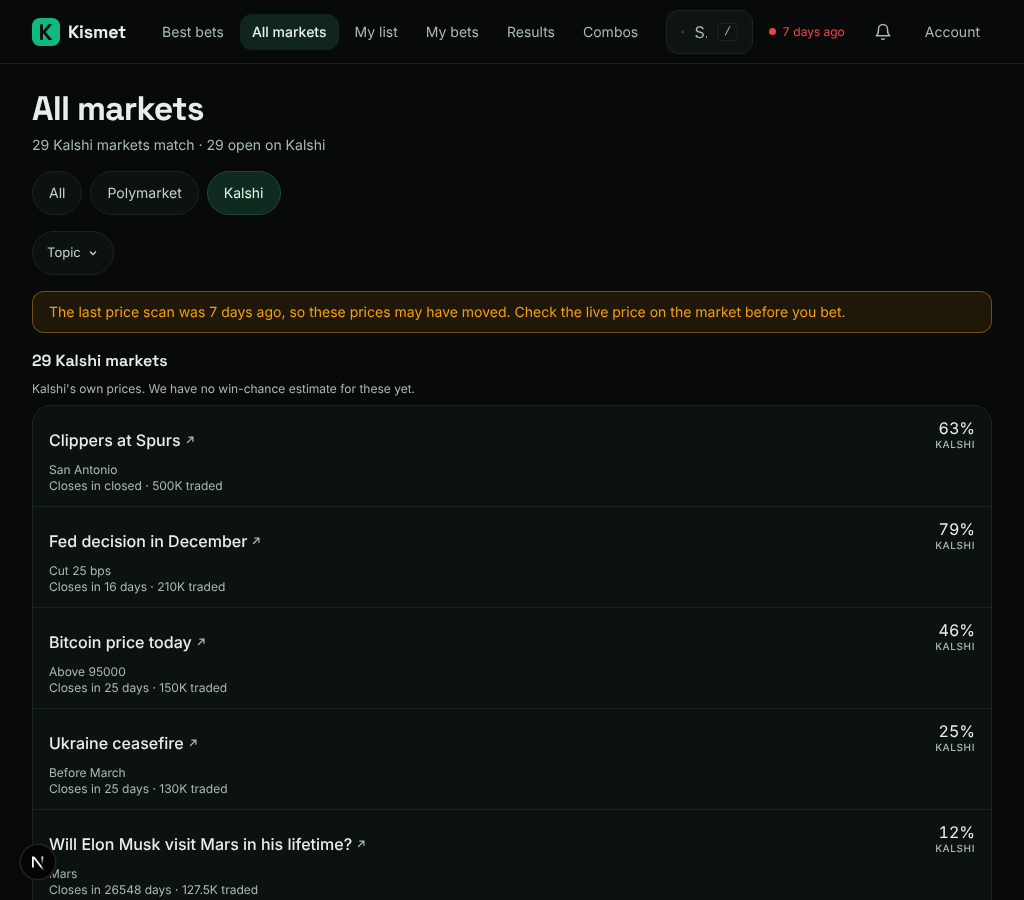 K Kismet Best bets All markets My list My bets Results Combos S. / 7 days ago Account
All markets
29 Kalshi markets match · 29 open on Kalshi
All Polymarket Kalshi
Topic
The last price scan was 7 days ago, so these prices may have moved. Check the live price on the market before you bet.
29 Kalshi markets
Kalshi's own prices. We have no win-chance estimate for these yet.
Clippers at Spurs ↗ 63%
KALSHI
San Antonio
Closes in closed · 500K traded
Fed decision in December ↗ 79%
KALSHI
Cut 25 bps
Closes in 16 days · 210K traded
Bitcoin price today ↗ 46%
KALSHI
Above 95000
Closes in 25 days · 150K traded
Ukraine ceasefire ↗ 25%
KALSHI
Before March
Closes in 25 days · 130K traded
Will Elon Musk visit Mars in his lifetime? ↗ 12%
KALSHI
N Mars
Closes in 26548 days · 127.5K traded